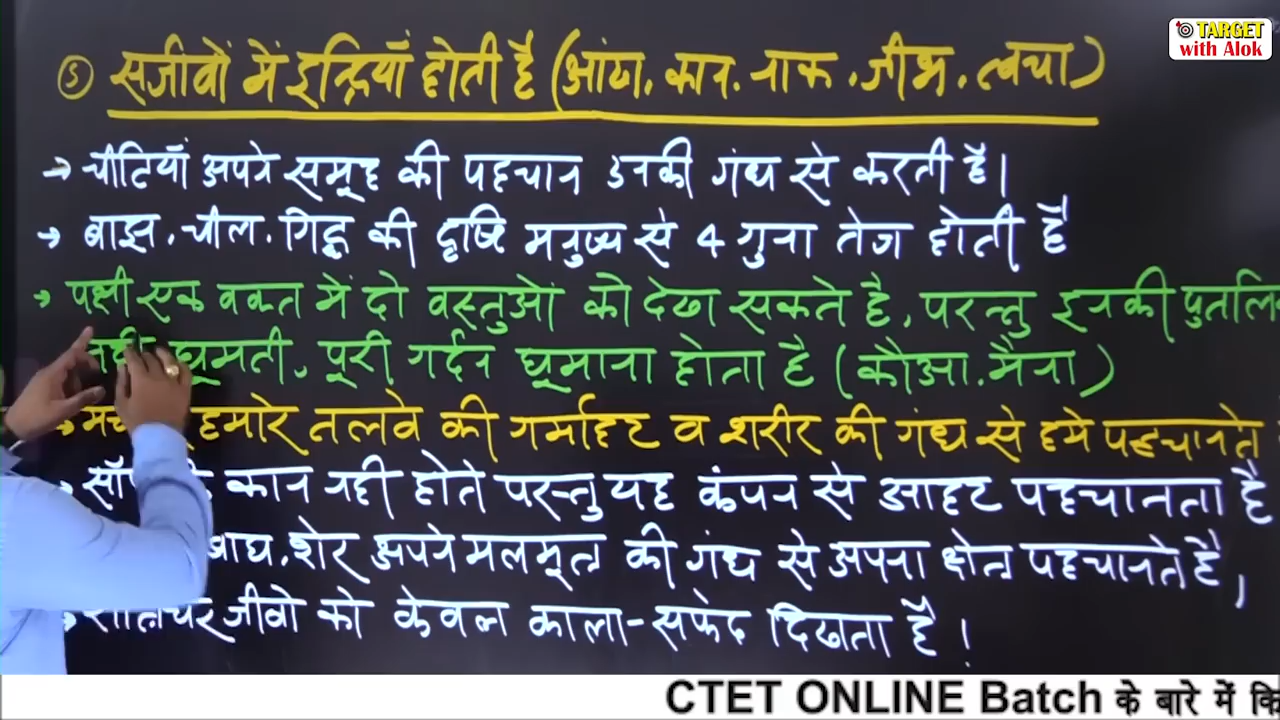 TARGET
with Alok
5 सजीवों में इन्द्रियाँ होती है (आंख, कान, नाक, जीभ, त्वचा)
→ चीटियाँ अपने समूह की पहचान उनकी गंध से करती हैं।
→ बाझ, चील, गिद्ध की दृष्टि मनुष्य से 4 गुना तेज होती है
→ पक्षी एक वक्त में दो वस्तुओं को देख सकते है, परन्तु इनकी पुतलि
नहीं घूमती, पूरी गर्दन घूमाना होता है (कौआ, मैना)
हमारे तलवे की गर्माहट व शरीर की गंध से हमे पहचानते
कान नही होते परन्तु यह कंपन से आहट पहचानता है
बाघ, शेर अपने मलमूत्र की गंध से अपना क्षेत्र पहचानते है,
जीवो को केवल काला-सफेद दिखता है!
CTET ONLINE Batch के बारे में कि